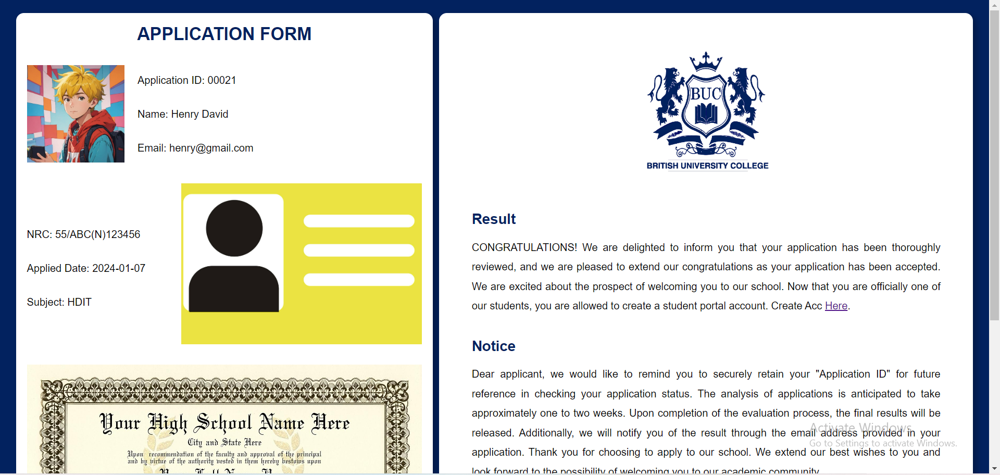 APPLICATION FORM
Application ID: 00021
Name: Henry David
Email: henry@gmail.com
NRC: 55/ABC(N)123456
Applied Date: 2024-01-07
Subject: HDIT
Your High School Name Here
City and State Here
Upon recommendation of the faculty and approval of the principal
and by virtue of the authority vested in them hereby bestows upon
BUC
BRITISH UNIVERSITY COLLEGE
Result
CONGRATULATIONS! We are delighted to inform you that your application has been thoroughly
reviewed, and we are pleased to extend our congratulations as your application has been accepted.
We are excited about the prospect of welcoming you to our school. Now that you are officially one of
our students, you are allowed to create a student portal account. Create Acc Here.
Notice
Dear applicant, we would like to remind you to securely retain your "Application ID" for future
reference in checking your application status. The analysis of applications is anticipated to take
approximately one to two weeks. Upon completion of the evaluation process, the final results will be
released. Additionally, we will notify you of the result through the email address provided in your
application. Thank you for choosing to apply to our school. We extend our best wishes to you and
look forward to the possibility of welcoming you to our academic community.
Activate Windows
Go to Settings to activate Windows.